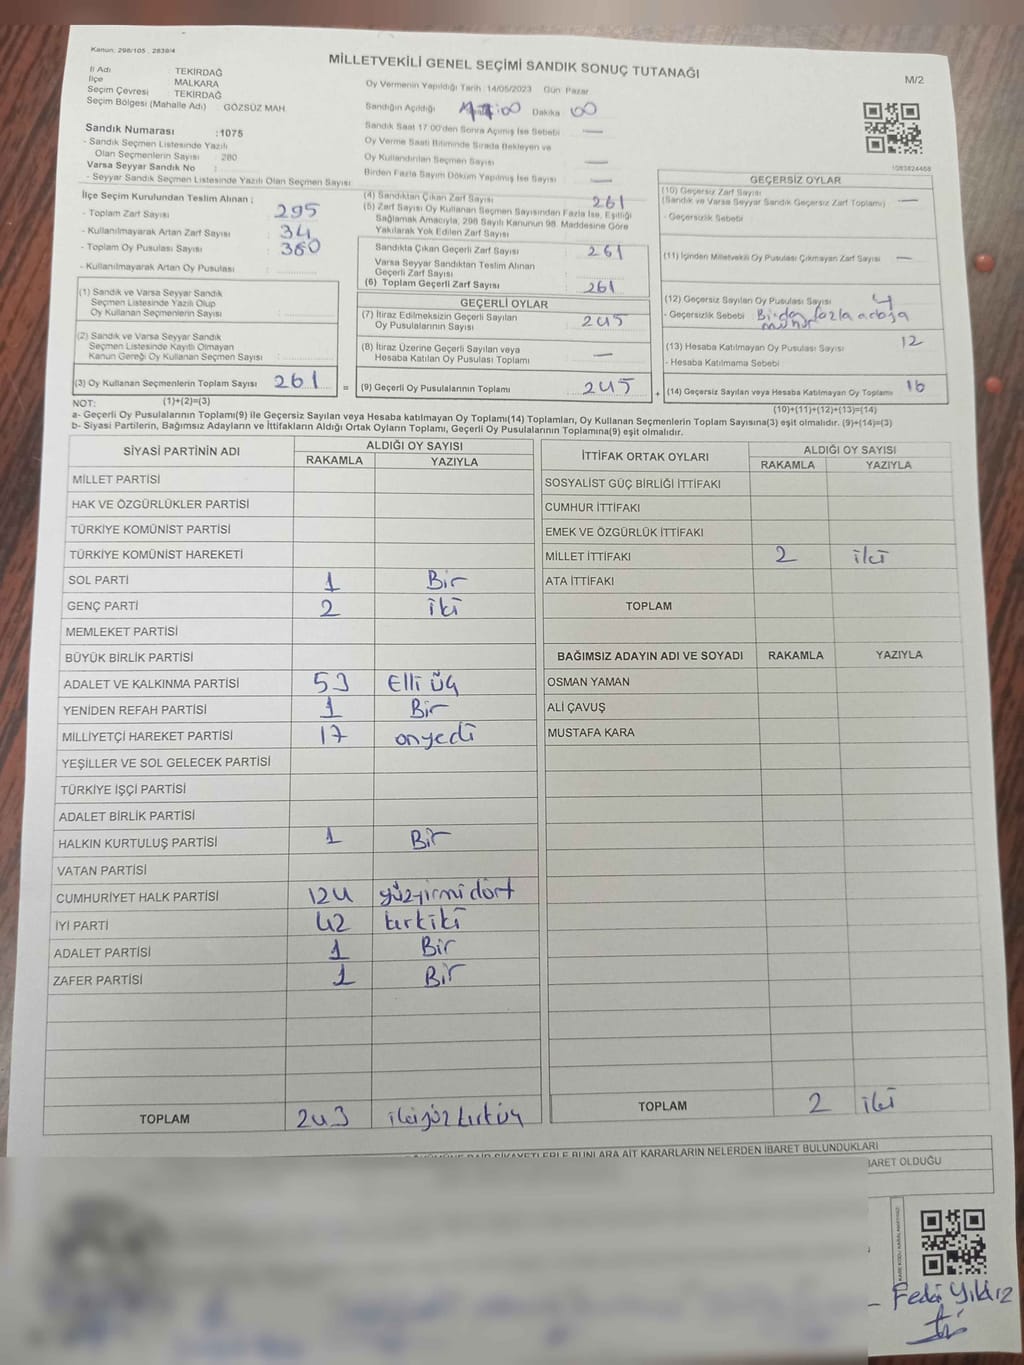 Kanun: 298/105 , 2839/4
MİLLETVEKİLİ GENEL SEÇİMİ SANDIK SONUÇ TUTANAĞI
M/2
İl Adı : TEKİRDAĞ
İlçe : MALKARA
Seçim Çevresi : TEKİRDAĞ
Seçim Bölgesi (Mahalle Adı) : GÖZSÜZ MAH.
Oy Vermenin Yapıldığı Tarih :14/05/2023 Gün: Pazar
Sandığın Açıldığı Dakika 00
Sandık Saat 17:00'den Sonra Açımış İse Sebebi —
Oy Verme Saati Bitiminde Sırada Bekleyen ve
Oy Kullandırılan Seçmen Sayısı —
Birden Fazla Sayım Döküm Yapılmış İse Sayısı —
1083824468
Sandık Numarası :1075
- Sandık Seçmen Listesinde Yazılı
Olan Seçmenlerin Sayısı : 280
Varsa Seyyar Sandık No :
- Seyyar Sandık Seçmen Listesinde Yazılı Olan Seçmen Sayısı:
İlçe Seçim Kurulundan Teslim Alınan ;
- Toplam Zarf Sayısı : 295
- Kullanılmayarak Artan Zarf Sayısı : 34
- Toplam Oy Pusulası Sayısı : 360
- Kullanılmayarak Artan Oy Pusulası :
(1) Sandık ve Varsa Seyyar Sandık
Seçmen Listesinde Yazılı Olup
Oy Kullanan Seçmenlerin Sayısı :
(2) Sandık ve Varsa Seyyar Sandık
Seçmen Listesinde Kayıtlı Olmayan
Kanun Gereği Oy Kullanan Seçmen Sayısı :
(3) Oy Kullanan Seçmenlerin Toplam Sayısı : 261
(1)+(2)=(3)
(4) Sandıktan Çıkan Zarf Sayısı : 261
(5) Zarf Sayısı Oy Kullanan Seçmen Sayısından Fazla İse, Eşitliği
Sağlamak Amacıyla, 298 Sayılı Kanunun 98. Maddesine Göre
Yakılarak Yok Edilen Zarf Sayısı :
Sandıkta Çıkan Geçerli Zarf Sayısı : 261
Varsa Seyyar Sandıktan Teslim Alınan
Geçerli Zarf Sayısı :
(6) Toplam Geçerli Zarf Sayısı : 261
GEÇERLİ OYLAR
(7) İtiraz Edilmeksizin Geçerli Sayılan
Oy Pusulalarının Sayısı : 245
(8) İtiraz Üzerine Geçerli Sayılan veya
Hesaba Katılan Oy Pusulası Toplamı : —
= (9) Geçerli Oy Pusulalarının Toplamı : 245
GEÇERSİZ OYLAR
(10) Geçersiz Zarf Sayısı
(Sandık ve Varsa Seyyar Sandık Geçersiz Zarf Toplamı) : —
- Geçersizlik Sebebi :
(11) İçinden Milletvekili Oy Pusulası Çıkmayan Zarf Sayısı : —
(12) Geçersiz Sayılan Oy Pusulası Sayısı : 4
- Geçersizlik Sebebi : Birden fazla
mühür
(13) Hesaba Katılmayan Oy Pusulası Sayısı : 12
- Hesaba Katılmama Sebebi :
+ (14) Geçersiz Sayılan veya Hesaba Katılmayan Oy Toplamı : 16
(10)+(11)+(12)+(13)=(14)
NOT:
a- Geçerli Oy Pusulalarının Toplamı(9) ile Geçersiz Sayılan veya Hesaba katılmayan Oy Toplamı(14) Toplamları, Oy Kullanan Seçmenlerin Toplam Sayısına(3) eşit olmalıdır. (9)+(14)=(3)
b- Siyasi Partilerin, Bağımsız Adayların ve İttifakların Aldığı Ortak Oyların Toplamı, Geçerli Oy Pusulalarının Toplamına(9) eşit olmalıdır.
SİYASİ PARTİNİN ADI ALDIĞI OY SAYISI
RAKAMLA YAZIYLA
MİLLET PARTİSİ
HAK VE ÖZGÜRLÜKLER PARTİSİ
TÜRKİYE KOMÜNİST PARTİSİ
TÜRKİYE KOMÜNİST HAREKETİ
SOL PARTİ 1 Bir
GENÇ PARTİ 2 iki
MEMLEKET PARTİSİ
BÜYÜK BİRLİK PARTİSİ
ADALET VE KALKINMA PARTİSİ 53 Elli üç
YENİDEN REFAH PARTİSİ 1 Bir
MİLLİYETÇİ HAREKET PARTİSİ 17 onyedi
YEŞİLLER VE SOL GELECEK PARTİSİ
TÜRKİYE İŞÇİ PARTİSİ
ADALET BİRLİK PARTİSİ
HALKIN KURTULUŞ PARTİSİ 1 Bir
VATAN PARTİSİ
CUMHURİYET HALK PARTİSİ 124 yüzyirmi dört
İYİ PARTİ 42 kırkiki
ADALET PARTİSİ 1 Bir
ZAFER PARTİSİ 1 Bir
TOPLAM 243 ikiyüz kırküç
İTTİFAK ORTAK OYLARI ALDIĞI OY SAYISI
RAKAMLA YAZIYLA
SOSYALİST GÜÇ BİRLİĞİ İTTİFAKI
CUMHUR İTTİFAKI
EMEK VE ÖZGÜRLÜK İTTİFAKI
MİLLET İTTİFAKI 2 iki
ATA İTTİFAKI
TOPLAM
BAĞIMSIZ ADAYIN ADI VE SOYADI RAKAMLA YAZIYLA
OSMAN YAMAN
ALİ ÇAVUŞ
MUSTAFA KARA
TOPLAM 2 iki
ŞİKAYETLERLE BUNLARA AİT KARARLARIN NELERDEN İBARET BULUNDUKLARI
İBARET OLDUĞU
- Fedai Yıldız